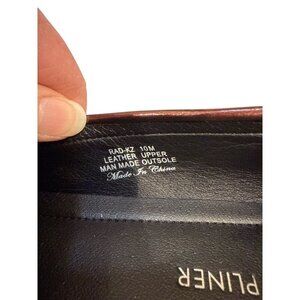 RAD-KZ 10M
LEATHER UPPER
MAN MADE OUTSOLE
Made In China
PLINER